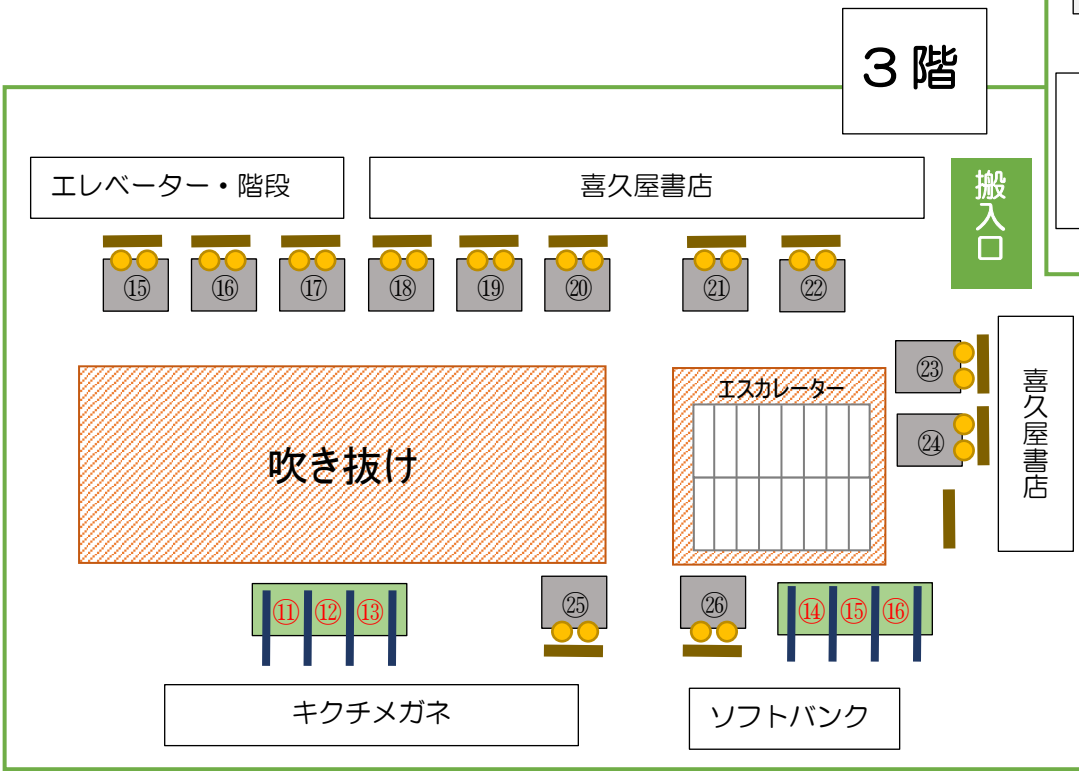 3階
エレベーター・階段
喜久屋書店
搬入口
⑮ ⑯ ⑰ ⑱ ⑲ ⑳ ㉑ ㉒
㉓
エスカレーター
喜久屋書店
吹き抜け
㉔
⑪ ⑫ ⑬
㉕
㉖
⑭ ⑮ ⑯
キクチメガネ
ソフトバンク